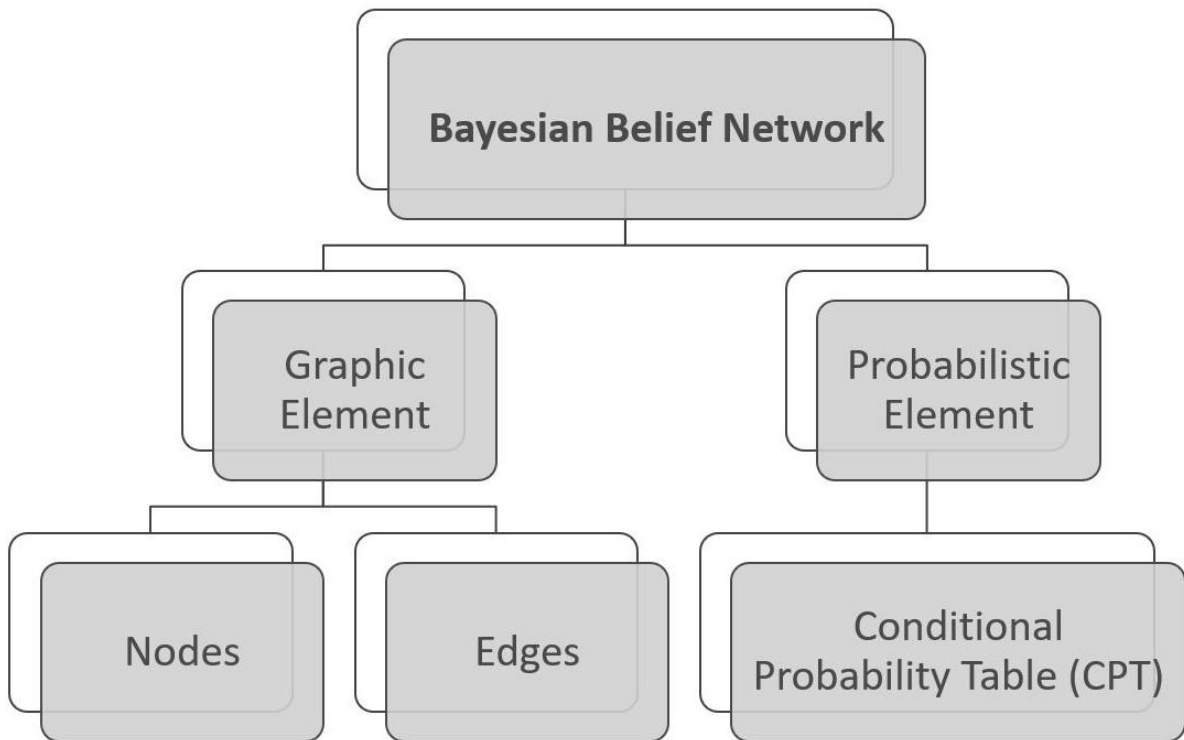 Bayesian Belief Network
Graphic
Element
Probabilistic
Element
Nodes
Edges
Conditional
Probability Table (CPT)